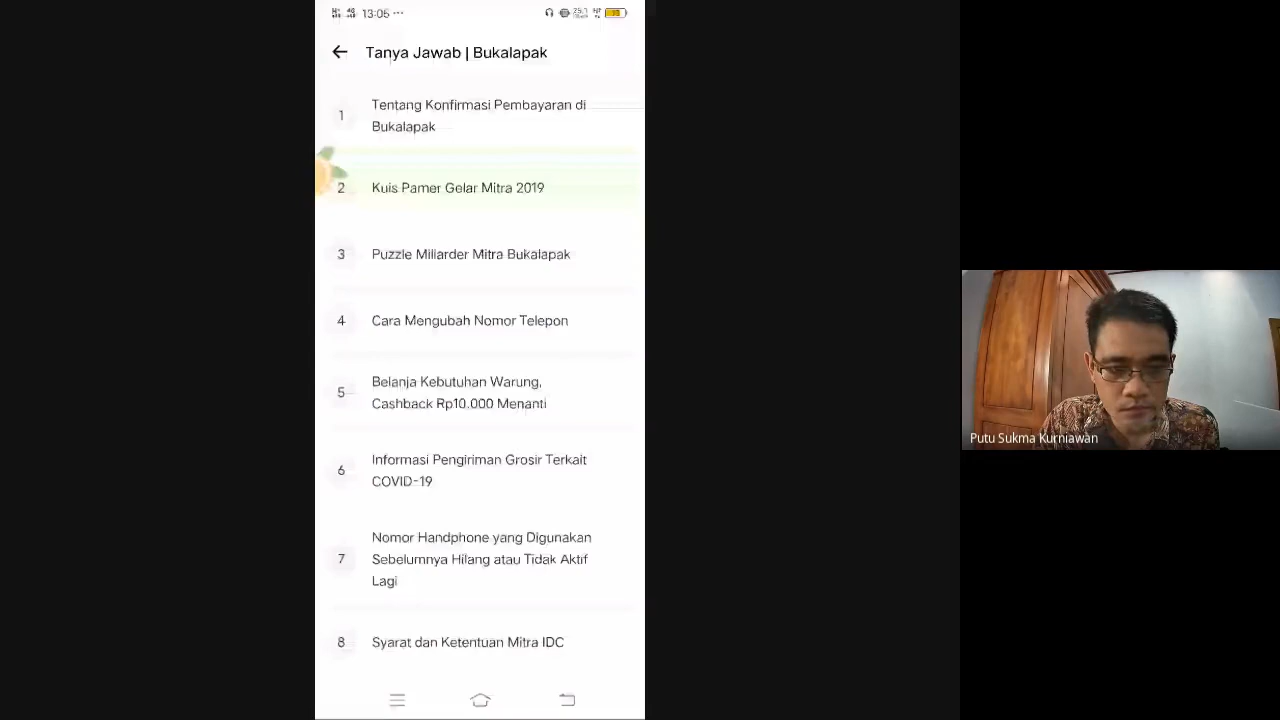 13:05 ...
Tanya Jawab | Bukalapak
1
Tentang Konfirmasi Pembayaran di
Bukalapak
2
Kuis Pamer Gelar Mitra 2019
3
Puzzle Miliarder Mitra Bukalapak
4
Cara Mengubah Nomor Telepon
5
Belanja Kebutuhan Warung,
Cashback Rp10.000 Menanti
6
Informasi Pengiriman Grosir Terkait
COVID-19
7
Nomor Handphone yang Digunakan
Sebelumnya Hilang atau Tidak Aktif
Lagi
8
Syarat dan Ketentuan Mitra IDC
Putu Sukma Kurniawan